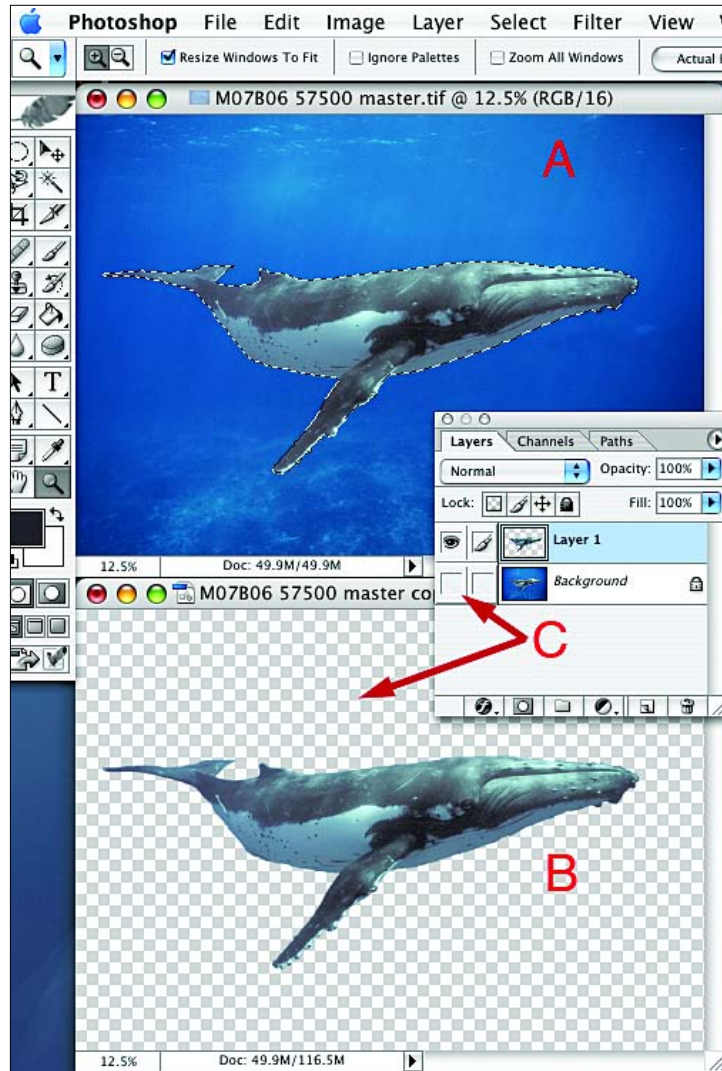 Photoshop File Edit Image Layer Select Filter View
Resize Windows To Fit Ignore Palettes Zoom All Windows Actual
M07B06 57500 master.tif @ 12.5% (RGB/16)
A
Layers Channels Paths
Normal Opacity: 100%
Lock: Fill: 100%
Layer 1
Background
12.5% Doc: 49.9M/49.9M
M07B06 57500 master
C
B
12.5% Doc: 49.9M/116.5M
T